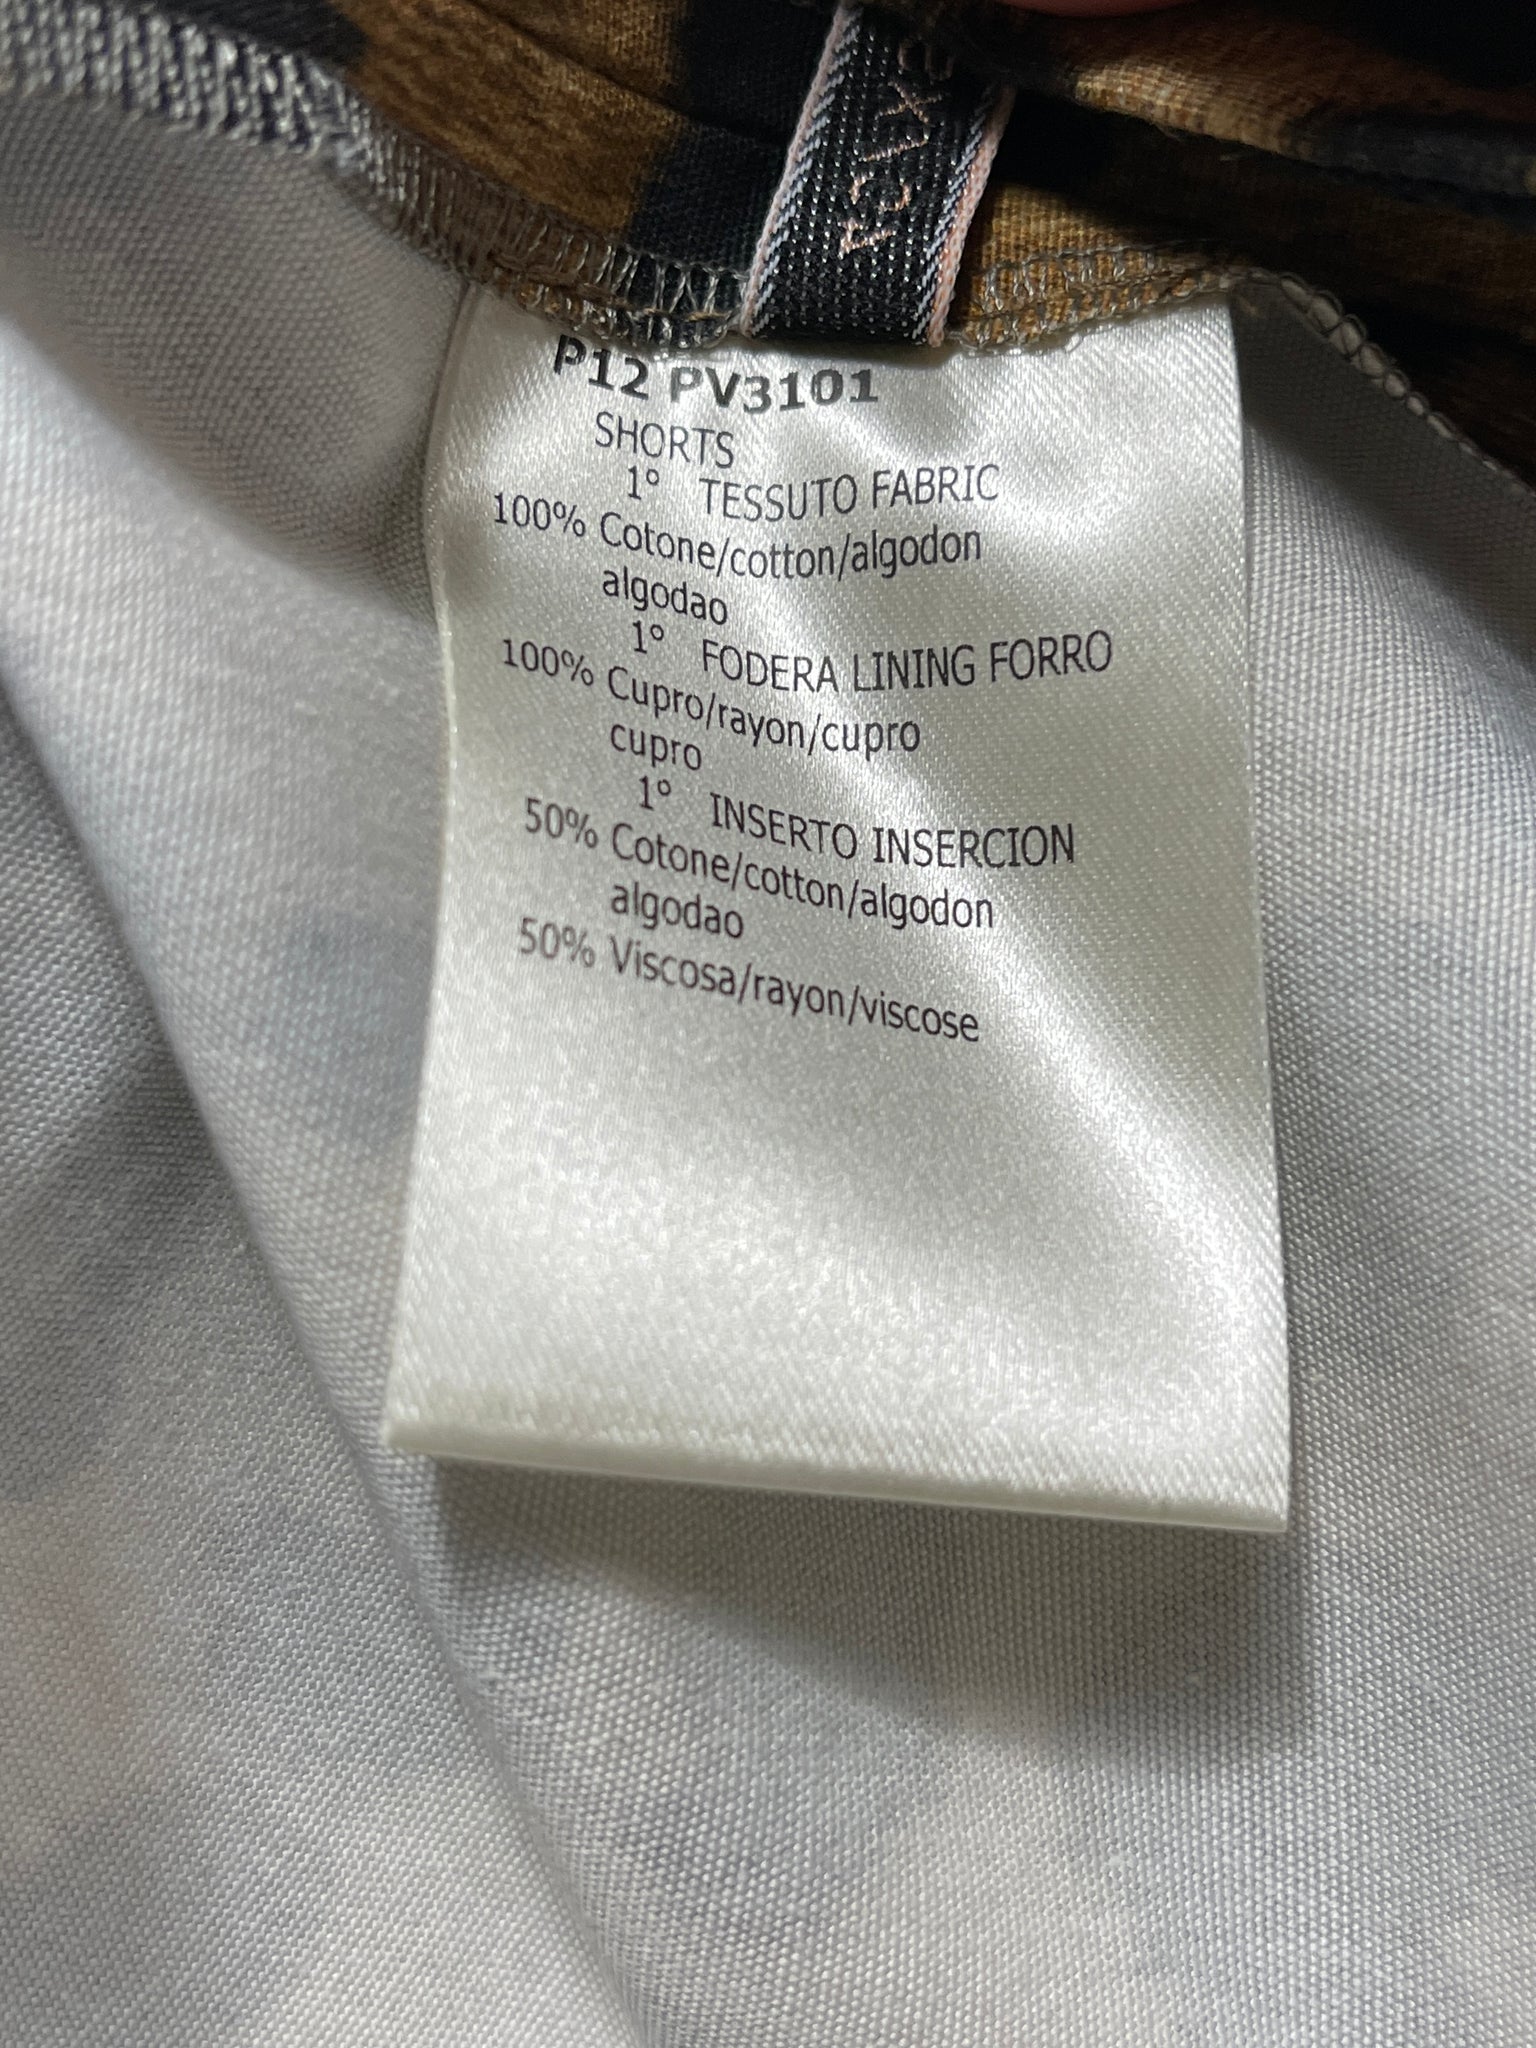 P12 PV3101
SHORTS
1° TESSUTO FABRIC
100% Cotone/cotton/algodon
algodao
1° FODERA LINING FORRO
100% Cupro/rayon/cupro
cupro
1° INSERTO INSERCION
50% Cotone/cotton/algodon
algodao
50% Viscosa/rayon/viscose